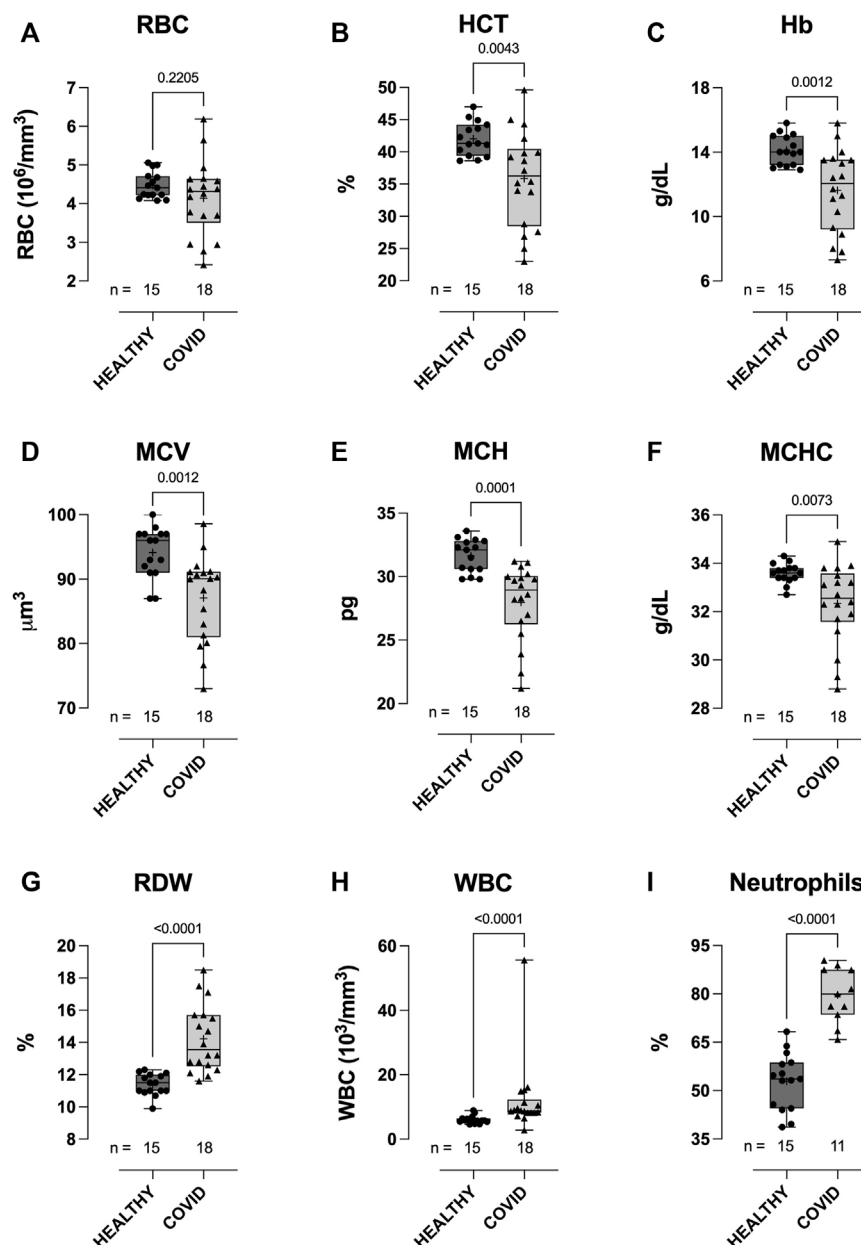 A RBC
0.2205
RBC (10⁶/mm³)
7
6
5
4
3
2
n = 15 18
HEALTHY COVID
B HCT
0.0043
%
50
45
40
35
30
25
20
15 18
HEALTHY COVID
C Hb
0.0012
g/dL
18
14
10
6
n = 15 18
HEALTHY COVID
D MCV
0.0012
μm³
100
90
80
70
n = 15 18
HEALTHY COVID
E MCH
0.0001
pg
35
30
25
20
n = 15 18
HEALTHY COVID
F MCHC
0.0073
g/dL
36
34
32
30
28
n = 15 18
HEALTHY COVID
G RDW
<0.0001
%
20
18
16
14
12
10
8
n = 15 18
HEALTHY COVID
H WBC
<0.0001
WBC (10³/mm³)
60
40
20
0
n = 15 18
HEALTHY COVID
I Neutrophils
<0.0001
%
95
80
65
50
35
n = 15 11
HEALTHY COVID